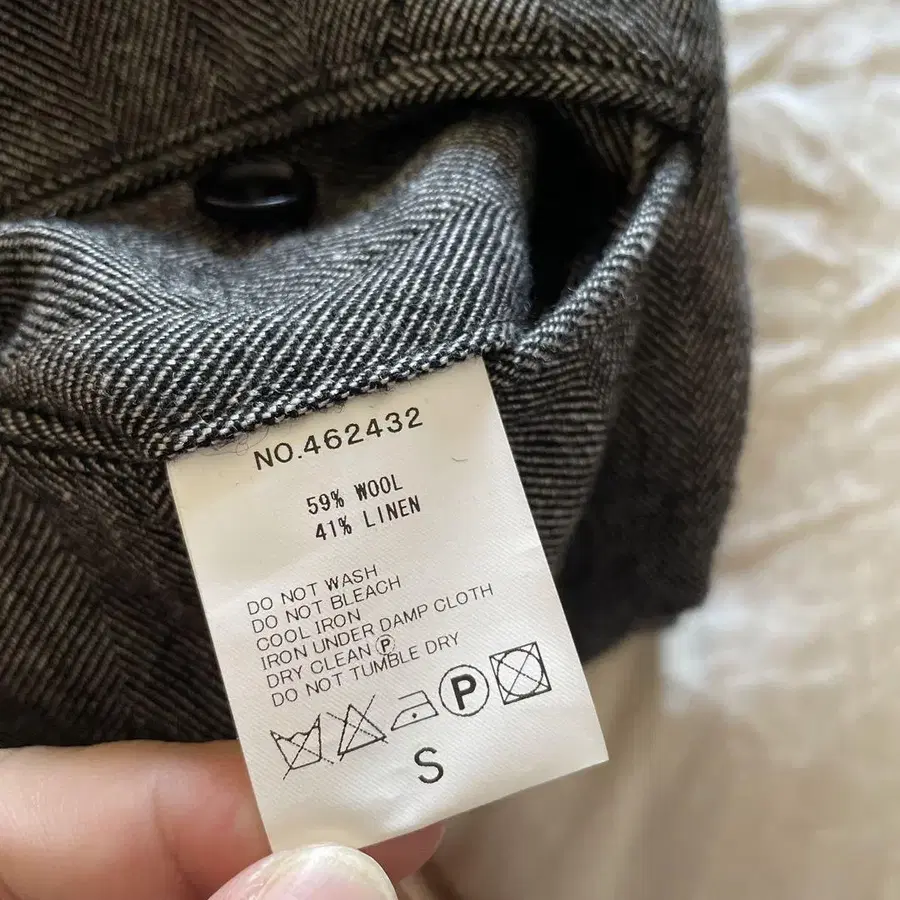 NO.462432
59% WOOL
41% LINEN
DO NOT WASH
DO NOT BLEACH
COOL IRON
IRON UNDER DAMP CLOTH
DRY CLEAN Ⓟ
DO NOT TUMBLE DRY
P
S